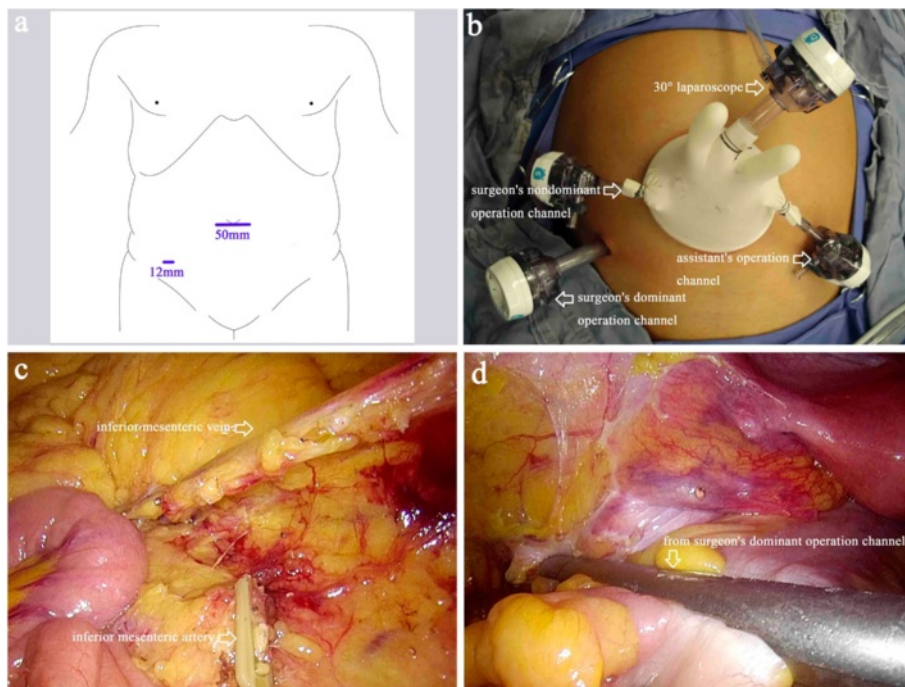 a
50mm
12mm
b
30° laparoscope
surgeon's nondominant
operation channel
assistant's operation
channel
surgeon's dominant
operation channel
c
inferior mesenteric vein
inferior mesenteric artery
d
from surgeon's dominant operation channel